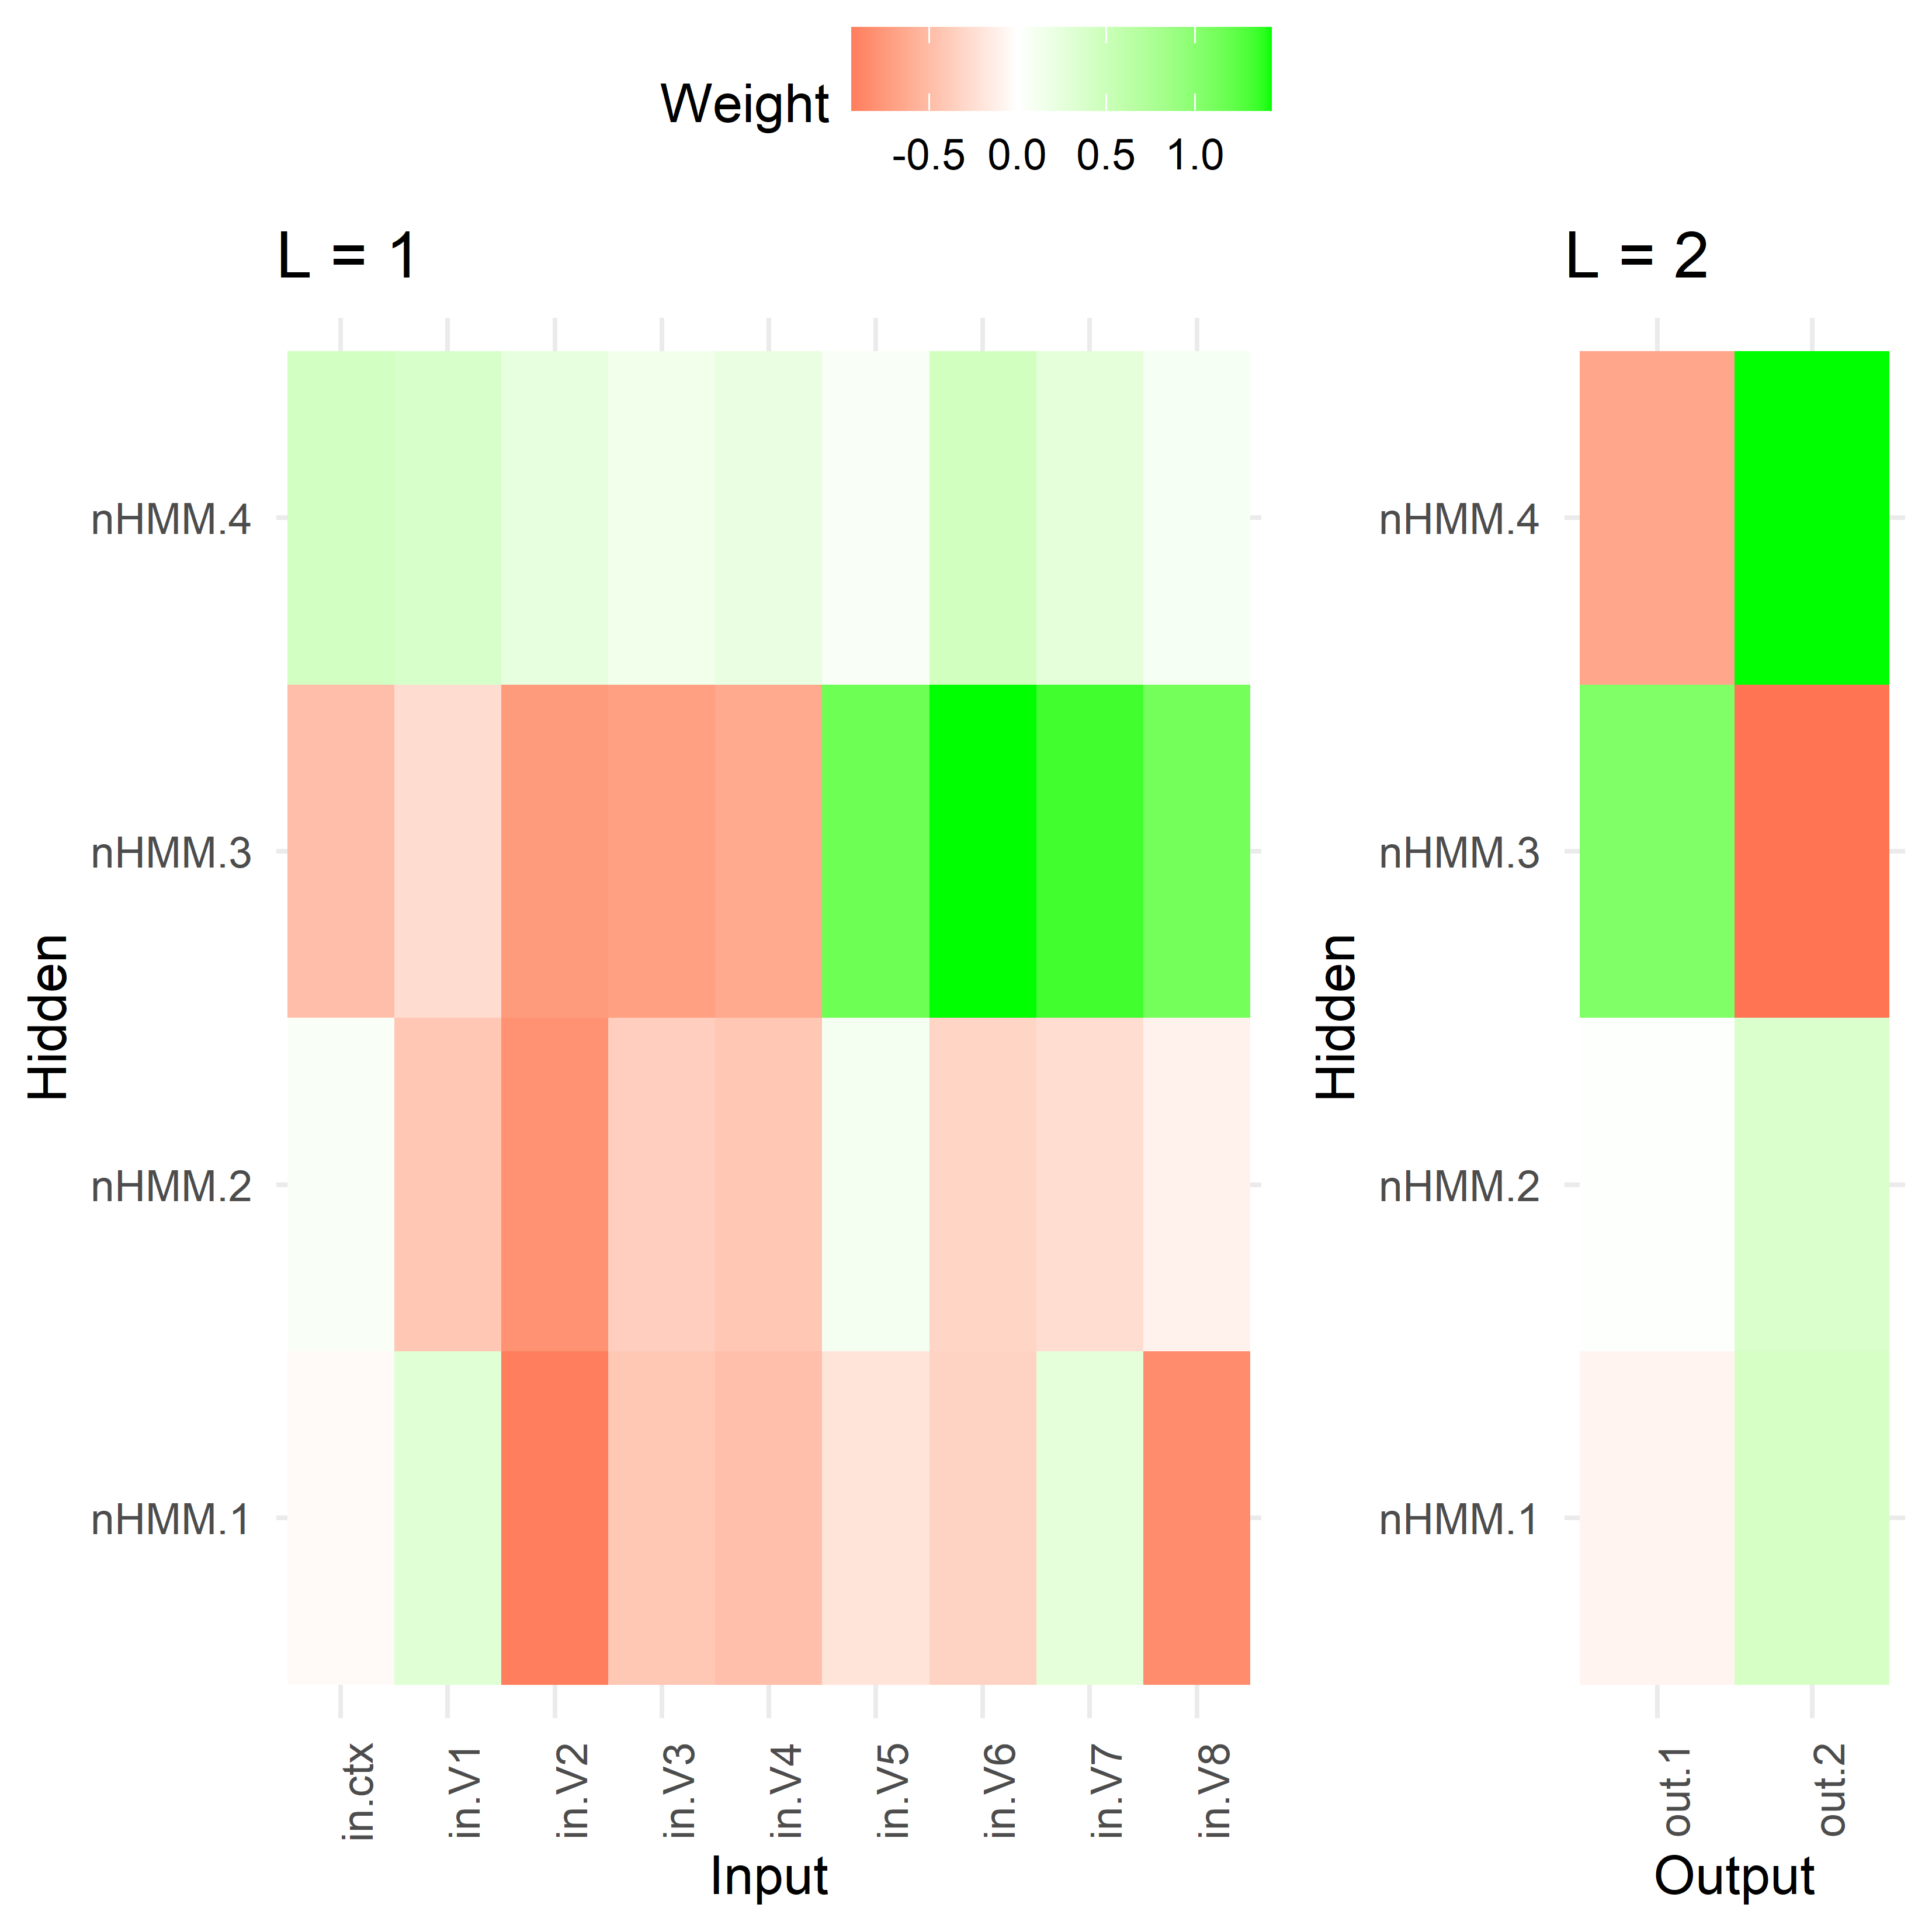 Weight
-0.5 0.0 0.5 1.0
L = 1
L = 2
Hidden
nHMM.4
nHMM.3
nHMM.2
nHMM.1
in.ctx in.V1 in.V2 in.V3 in.V4 in.V5 in.V6 in.V7 in.V8
Input
Hidden
nHMM.4
nHMM.3
nHMM.2
nHMM.1
out.1 out.2
Output